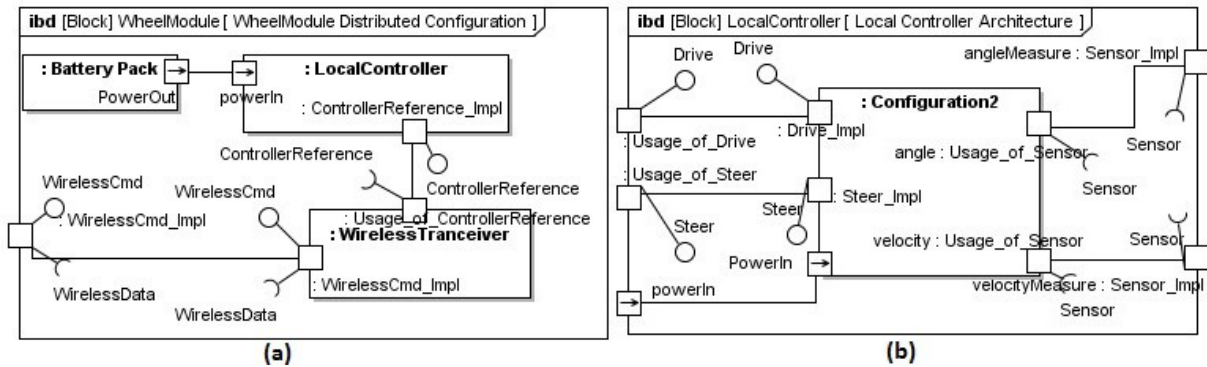 ibd [Block] WheelModule [ WheelModule Distributed Configuration ]
: Battery Pack
: LocalController
PowerOut
powerIn
: ControllerReference_Impl
ControllerReference
ControllerReference
WirelessCmd
WirelessCmd
: WirelessCmd_Impl
: Usage_of_ControllerReference
: WirelessTranceiver
: WirelessCmd_Impl
WirelessData
WirelessData
(a)
ibd [Block] LocalController [ Local Controller Architecture ]
Drive
Drive
angleMeasure : Sensor_Impl
: Configuration2
: Usage_of_Drive
: Drive_Impl
Sensor
angle : Usage_of_Sensor
: Usage_of_Steer
: Steer_Impl
Sensor
Steer
Steer
velocity : Usage_of_Sensor
Sensor
PowerIn
powerIn
velocityMeasure : Sensor_Impl
Sensor
(b)